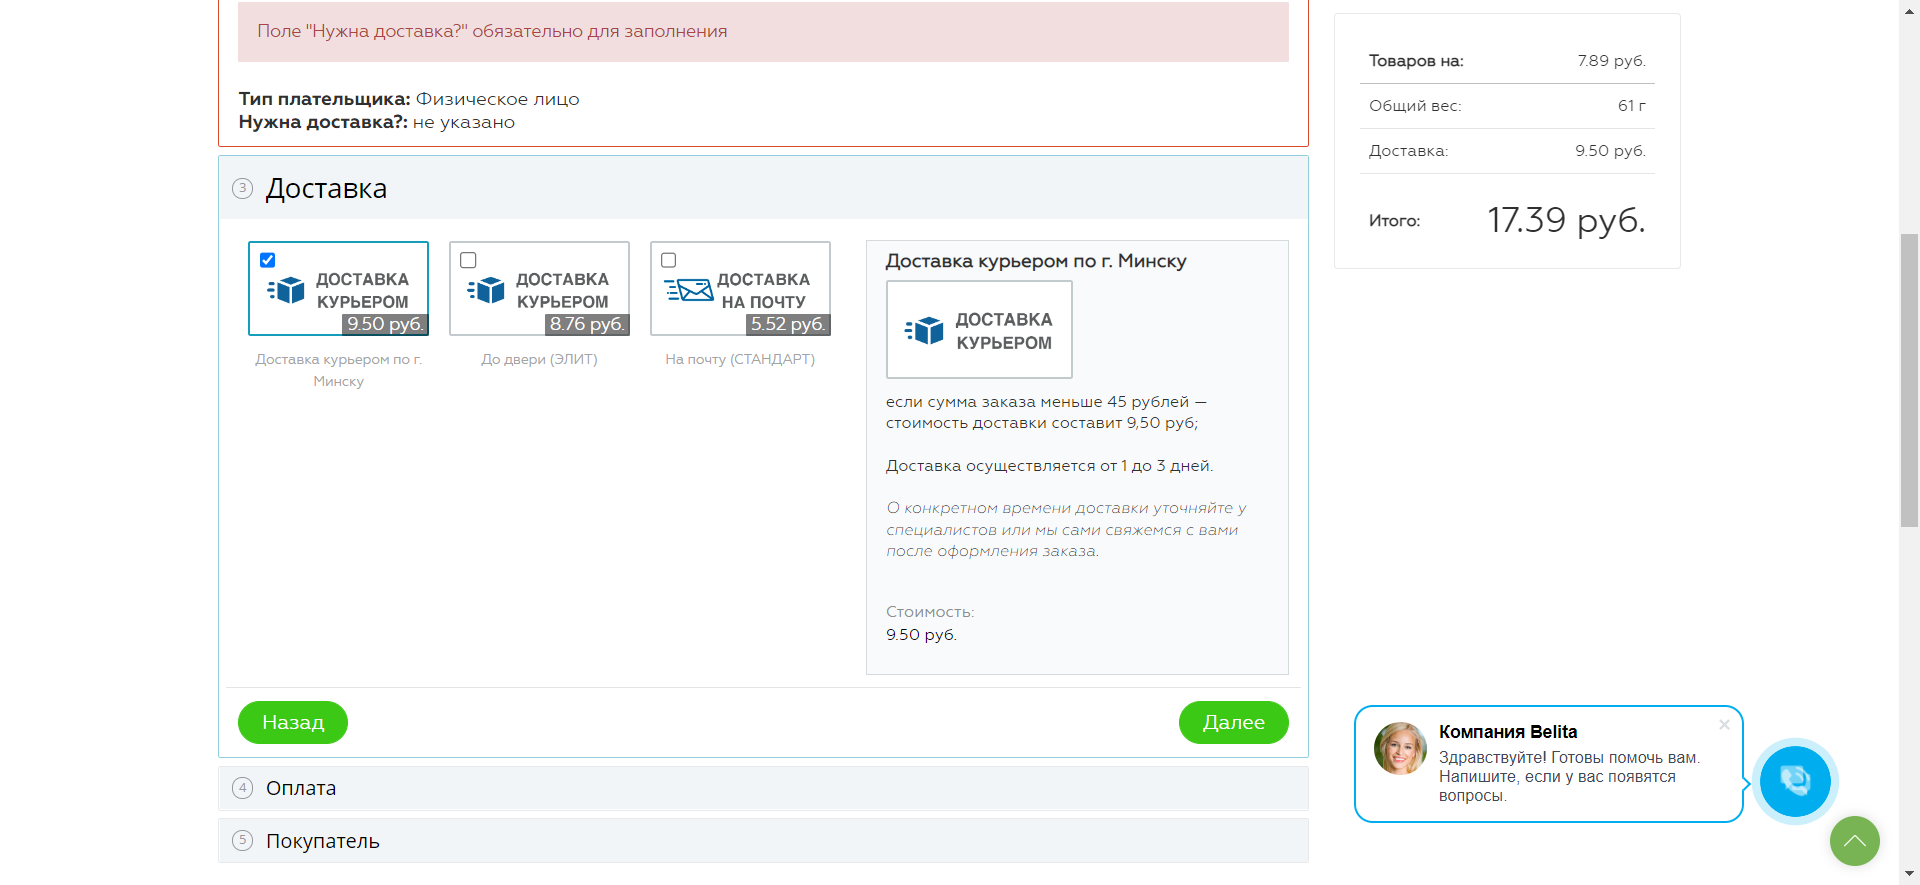 Поле "Нужна доставка?" обязательно для заполнения
Тип плательщика: Физическое лицо
Нужна доставка?: не указано
3 Доставка
ДОСТАВКА
КУРЬЕРОМ
9.50 руб.
Доставка курьером по г.
Минску
ДОСТАВКА
КУРЬЕРОМ
8.76 руб.
До двери (ЭЛИТ)
ДОСТАВКА
НА ПОЧТУ
5.52 руб.
На почту (СТАНДАРТ)
Доставка курьером по г. Минску
ДОСТАВКА
КУРЬЕРОМ
если сумма заказа меньше 45 рублей —
стоимость доставки составит 9,50 руб;
Доставка осуществляется от 1 до 3 дней.
О конкретном времени доставки уточняйте у
специалистов или мы сами свяжемся с вами
после оформления заказа.
Стоимость:
9.50 руб.
Назад
Далее
4 Оплата
5 Покупатель
Товаров на: 7.89 руб.
Общий вес: 61 г
Доставка: 9.50 руб.
Итого: 17.39 руб.
Компания Belita
Здравствуйте! Готовы помочь вам.
Напишите, если у вас появятся
вопросы.